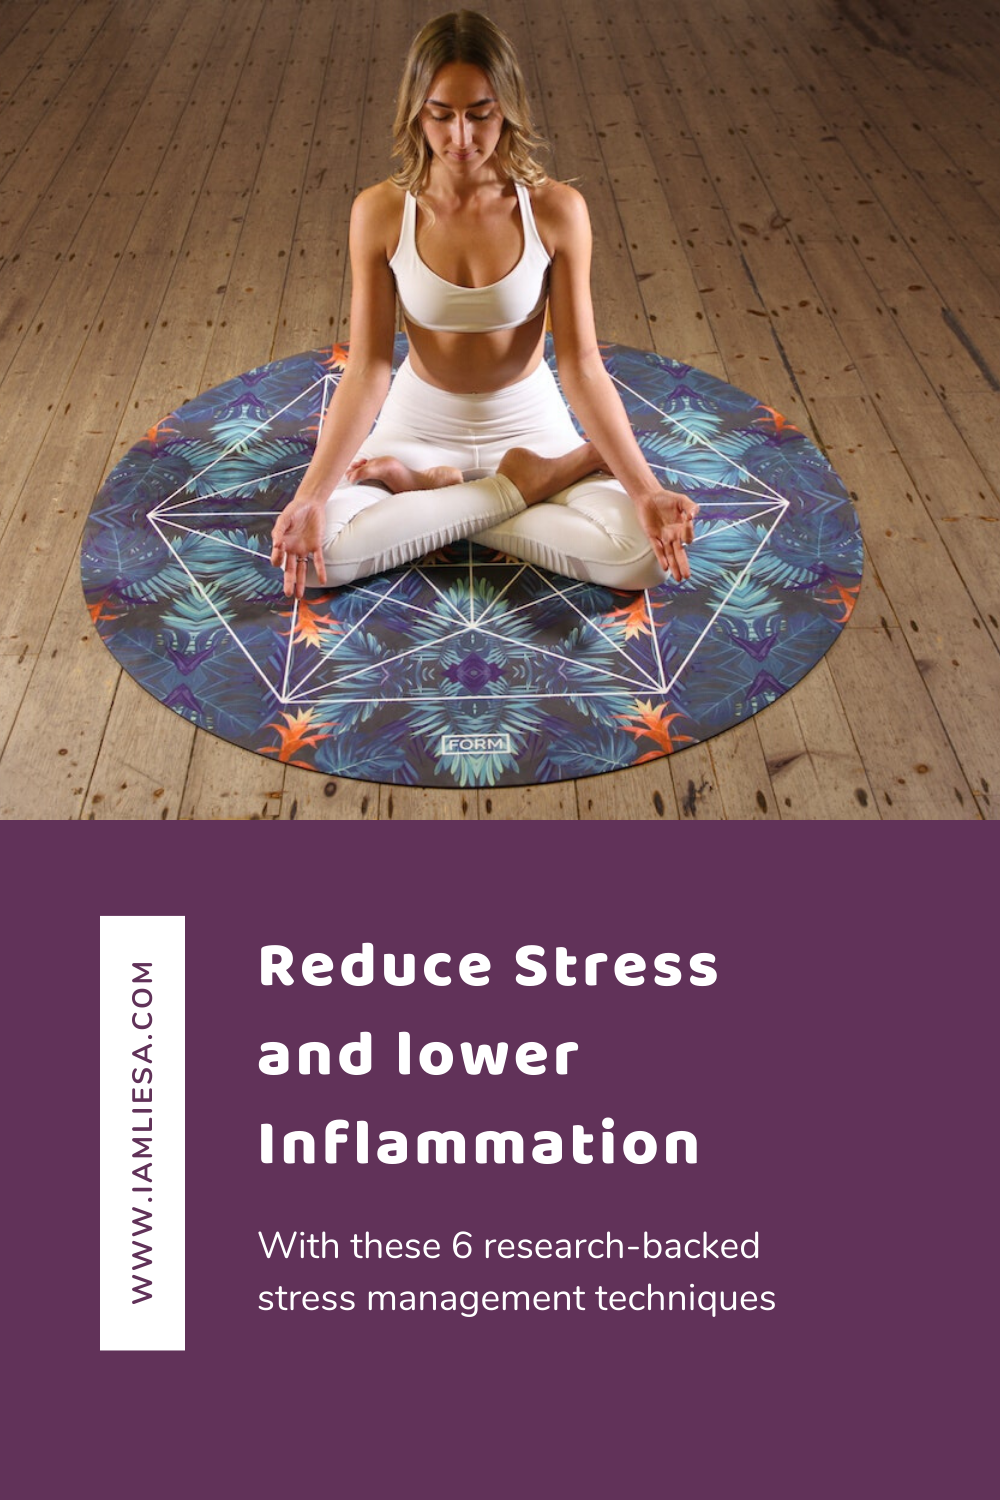 FORM
WWW.IAMLIESA.COM
Reduce Stress
and lower
Inflammation
With these 6 research-backed
stress management techniques